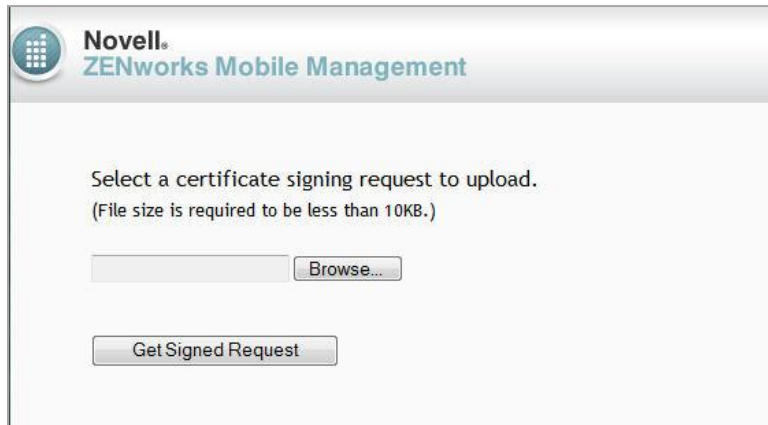 Novell®
ZENworks Mobile Management
Select a certificate signing request to upload.
(File size is required to be less than 10KB.)
Browse...
Get Signed Request